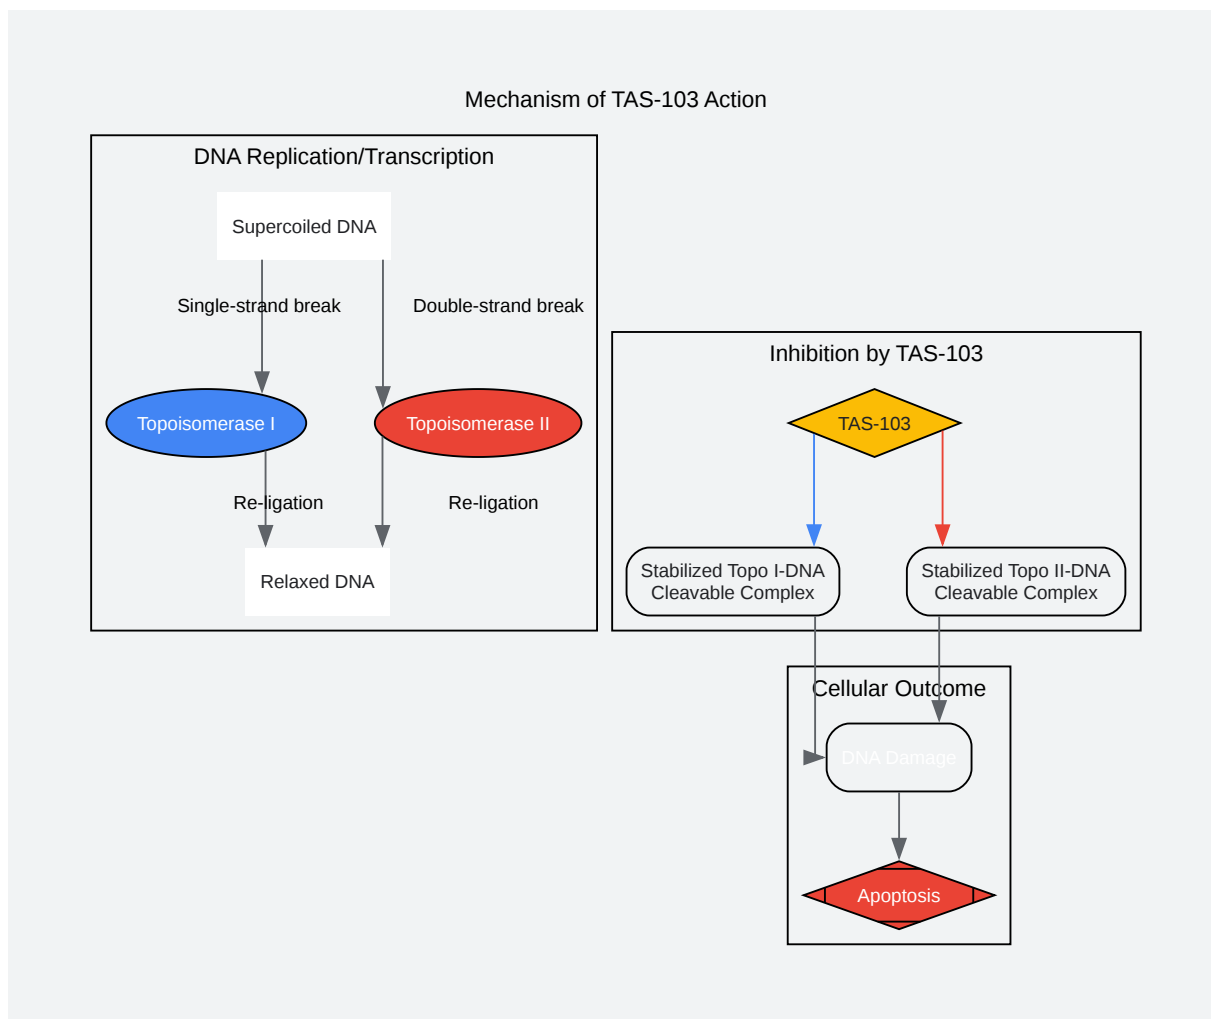 Mechanism of TAS-103 Action
DNA Replication/Transcription
Supercoiled DNA
Single-strand break
Double-strand break
Topoisomerase I
Topoisomerase II
Re-ligation
Re-ligation
Relaxed DNA
Inhibition by TAS-103
TAS-103
Stabilized Topo I-DNA
Cleavable Complex
Stabilized Topo II-DNA
Cleavable Complex
Cellular Outcome
DNA Damage
Apoptosis